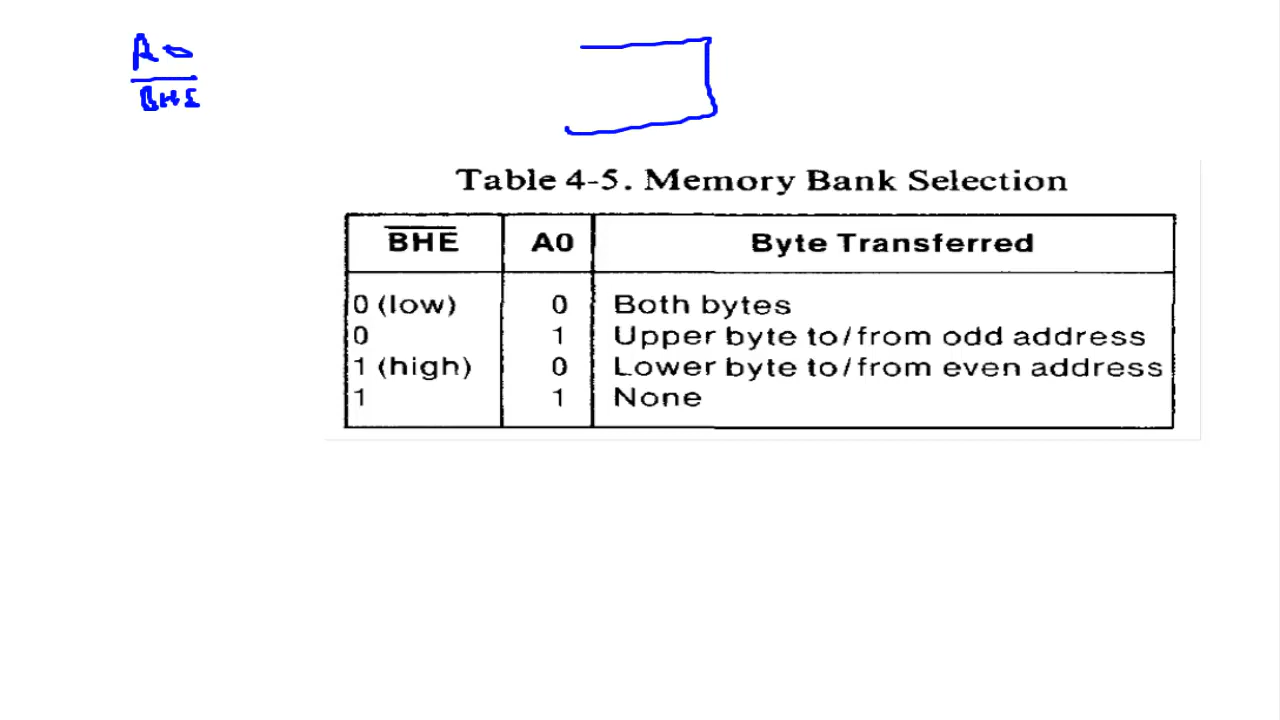 A0
BHE
Table 4-5. Memory Bank Selection
BHE A0 Byte Transferred
0 (low) 0 Both bytes
0 1 Upper byte to/from odd address
1 (high) 0 Lower byte to/from even address
1 1 None